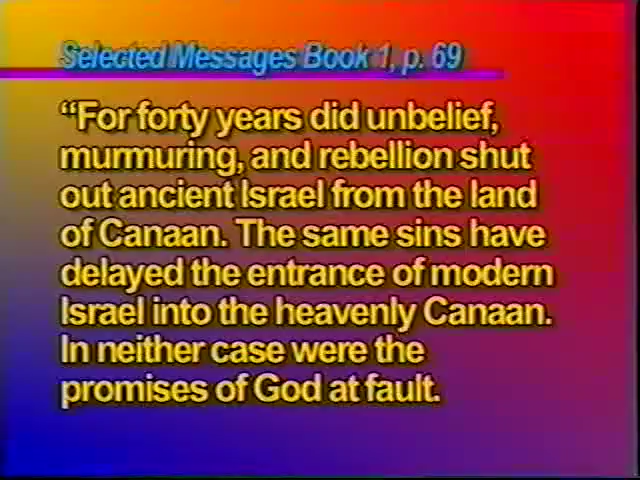 Selected Messages Book 1, p. 69
“For forty years did unbelief,
murmuring, and rebellion shut
out ancient Israel from the land
of Canaan. The same sins have
delayed the entrance of modern
Israel into the heavenly Canaan.
In neither case were the
promises of God at fault.